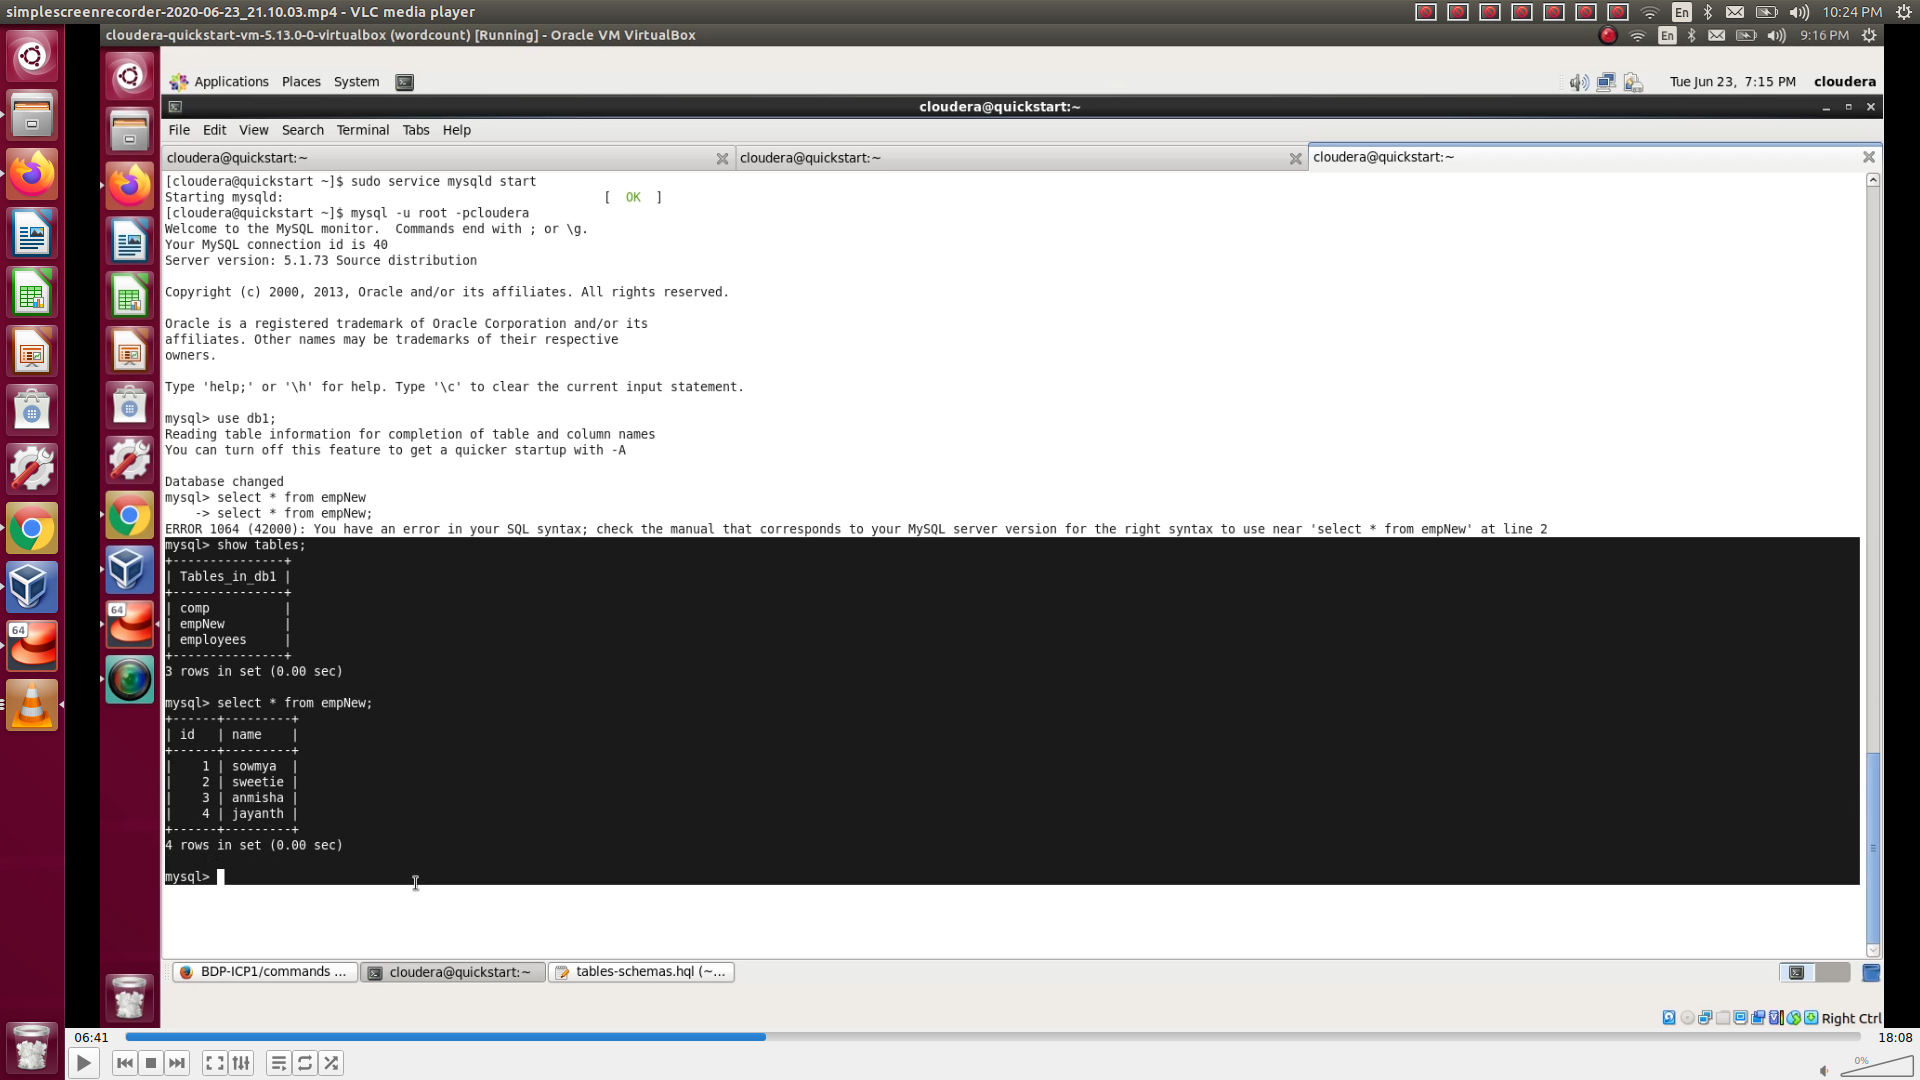 simplescreenrecorder-2020-06-23_21.10.03.mp4 - VLC media player
En
10:24 PM
cloudera-quickstart-vm-5.13.0-0-virtualbox (wordcount) [Running] - Oracle VM VirtualBox
En
9:16 PM
Applications Places System
Tue Jun 23, 7:15 PM cloudera
cloudera@quickstart:~
File Edit View Search Terminal Tabs Help
cloudera@quickstart:~
cloudera@quickstart:~
cloudera@quickstart:~
[cloudera@quickstart ~]$ sudo service mysqld start
Starting mysqld:                                           [  OK  ]
[cloudera@quickstart ~]$ mysql -u root -pcloudera
Welcome to the MySQL monitor.  Commands end with ; or \g.
Your MySQL connection id is 40
Server version: 5.1.73 Source distribution
Copyright (c) 2000, 2013, Oracle and/or its affiliates. All rights reserved.
Oracle is a registered trademark of Oracle Corporation and/or its
affiliates. Other names may be trademarks of their respective
owners.
Type 'help;' or '\h' for help. Type '\c' to clear the current input statement.
mysql> use db1;
Reading table information for completion of table and column names
You can turn off this feature to get a quicker startup with -A
Database changed
mysql> select * from empNew
    -> select * from empNew;
ERROR 1064 (42000): You have an error in your SQL syntax; check the manual that corresponds to your MySQL server version for the right syntax to use near 'select * from empNew' at line 2
mysql> show tables;
+---------------+
| Tables_in_db1 |
+---------------+
| comp          |
| empNew        |
| employees     |
+---------------+
3 rows in set (0.00 sec)
mysql> select * from empNew;
+------+---------+
| id   | name    |
+------+---------+
|    1 | sowmya  |
|    2 | sweetie |
|    3 | anmisha |
|    4 | jayanth |
+------+---------+
4 rows in set (0.00 sec)
mysql>
BDP-ICP1/commands ...
cloudera@quickstart:~
tables-schemas.hql (~...
Right Ctrl
64
64
06:41
18:08
0%